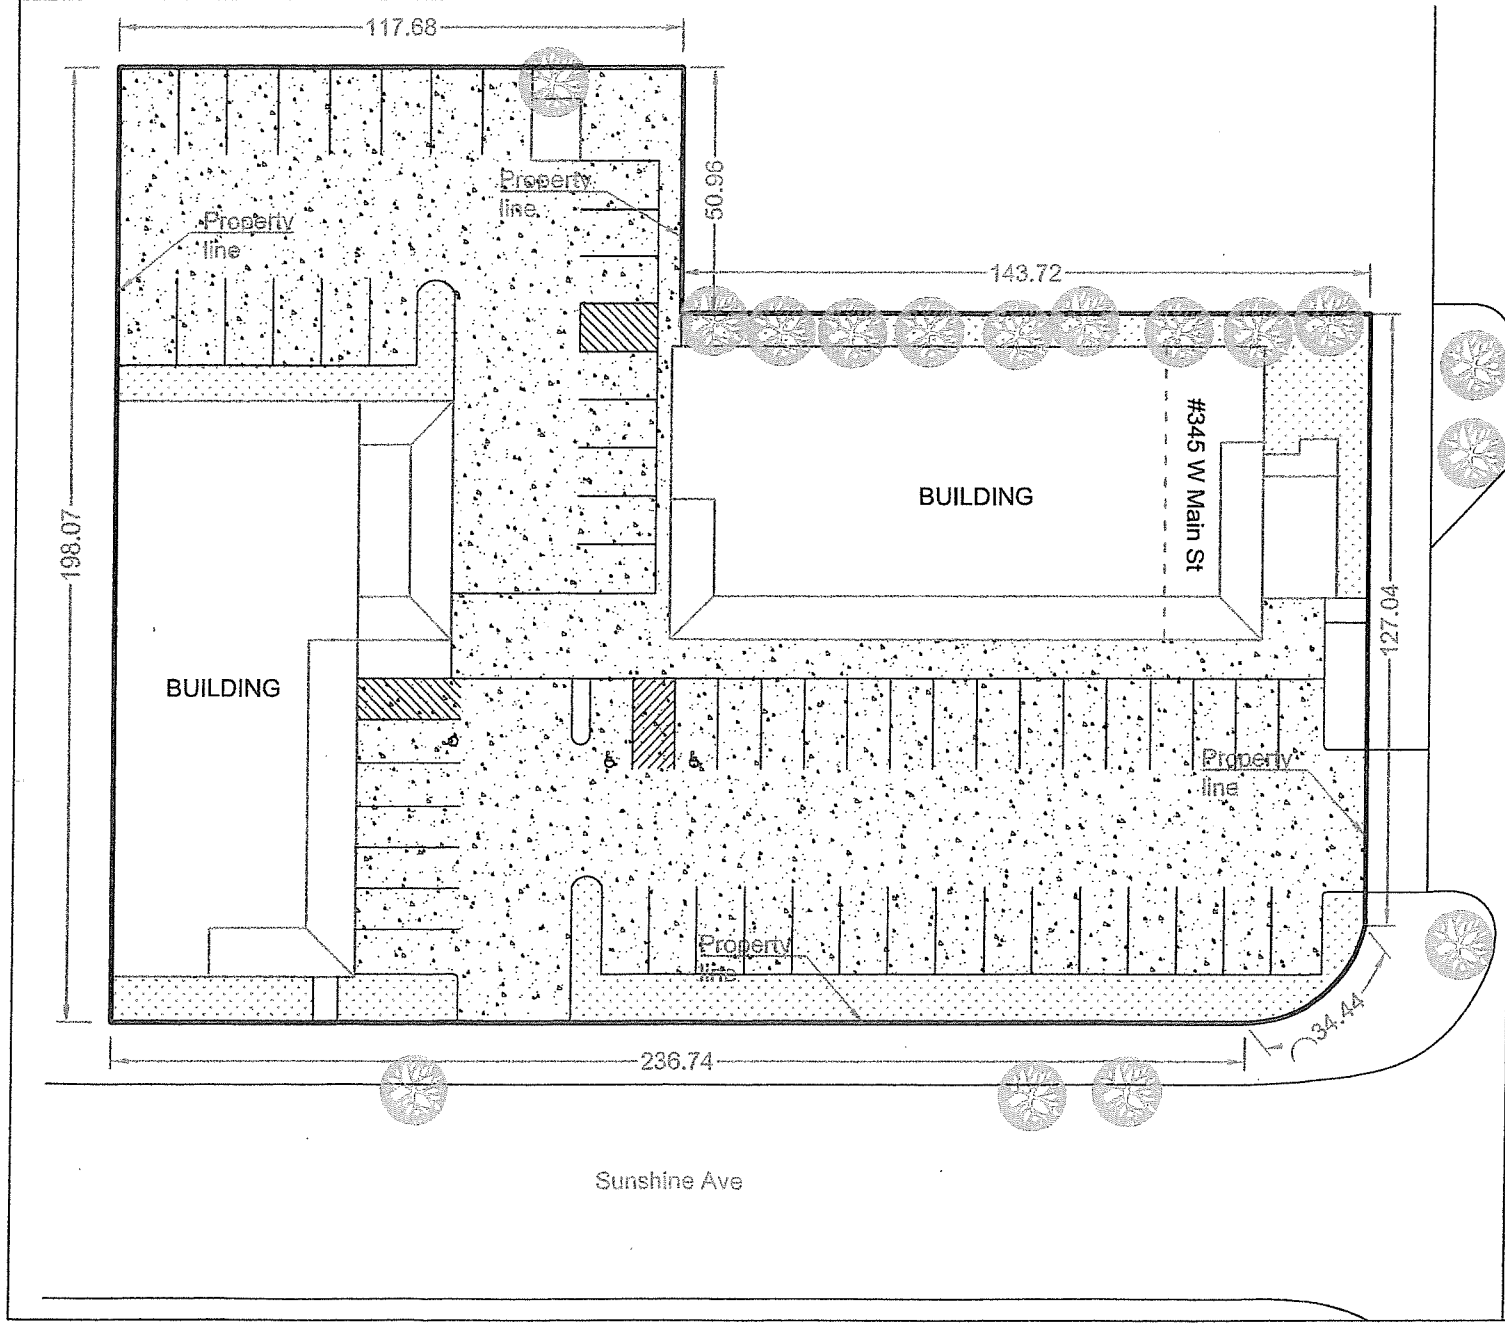 117.68
Property
line
Property
line
50.96
143.72
198.07
#345 W Main St
BUILDING
127.04
BUILDING
Property
line
Property
line
34.44
236.74
Sunshine Ave